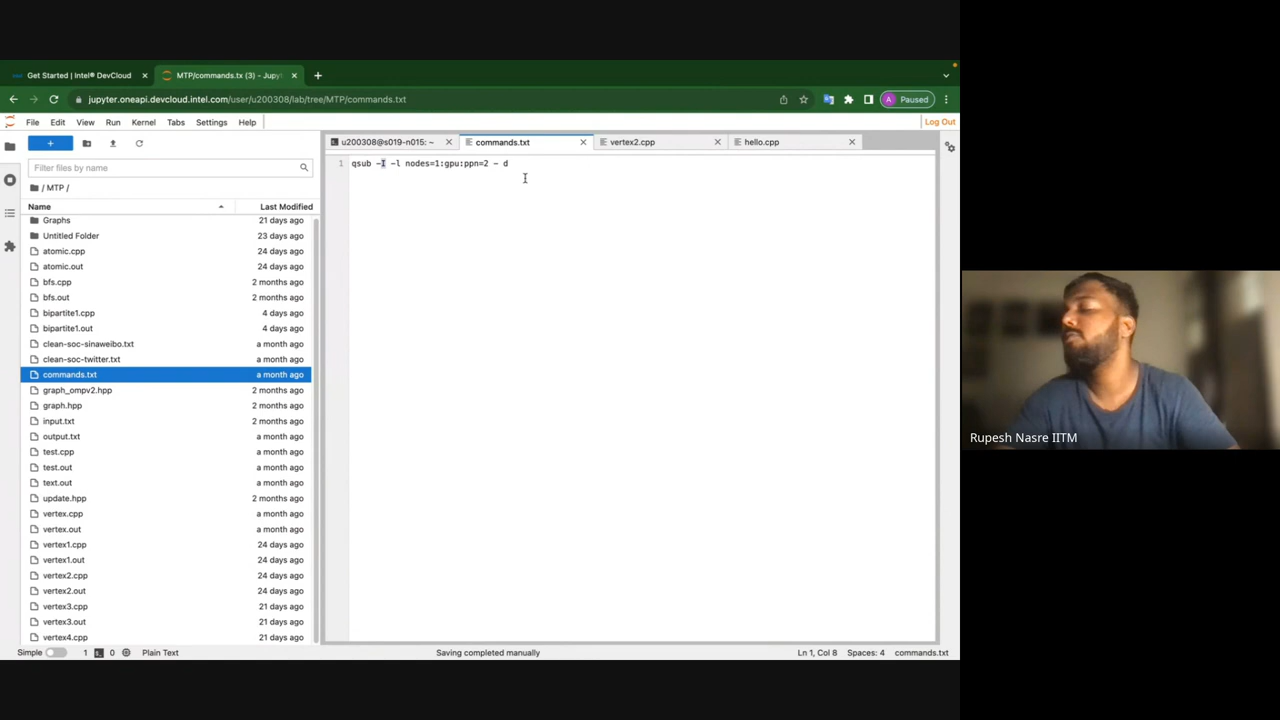 Get Started | Intel® DevCloud
MTP/commands.tx (3) - Jupy
jupyter.oneapi.devcloud.intel.com/user/u200308/lab/tree/MTP/commands.txt
A Paused
File Edit View Run Kernel Tabs Settings Help
Log Out
u200308@s019-n015: ~
commands.txt
vertex2.cpp
hello.cpp
Filter files by name
/ MTP /
Name Last Modified
Graphs 21 days ago
Untitled Folder 23 days ago
atomic.cpp 24 days ago
atomic.out 24 days ago
bfs.cpp 2 months ago
bfs.out 2 months ago
bipartite1.cpp 4 days ago
bipartite1.out 4 days ago
clean-soc-sinaweibo.txt a month ago
clean-soc-twitter.txt a month ago
commands.txt a month ago
graph_ompv2.hpp 2 months ago
graph.hpp 2 months ago
input.txt 2 months ago
output.txt a month ago
test.cpp a month ago
test.out a month ago
text.out a month ago
update.hpp 2 months ago
vertex.cpp a month ago
vertex.out a month ago
vertex1.cpp 24 days ago
vertex1.out 24 days ago
vertex2.cpp 24 days ago
vertex2.out 24 days ago
vertex3.cpp 21 days ago
vertex3.out 21 days ago
vertex4.cpp 21 days ago
1 qsub -I -l nodes=1:gpu:ppn=2 - d
Simple 1 0 Plain Text
Saving completed manually
Ln 1, Col 8 Spaces: 4 commands.txt
Rupesh Nasre IITM